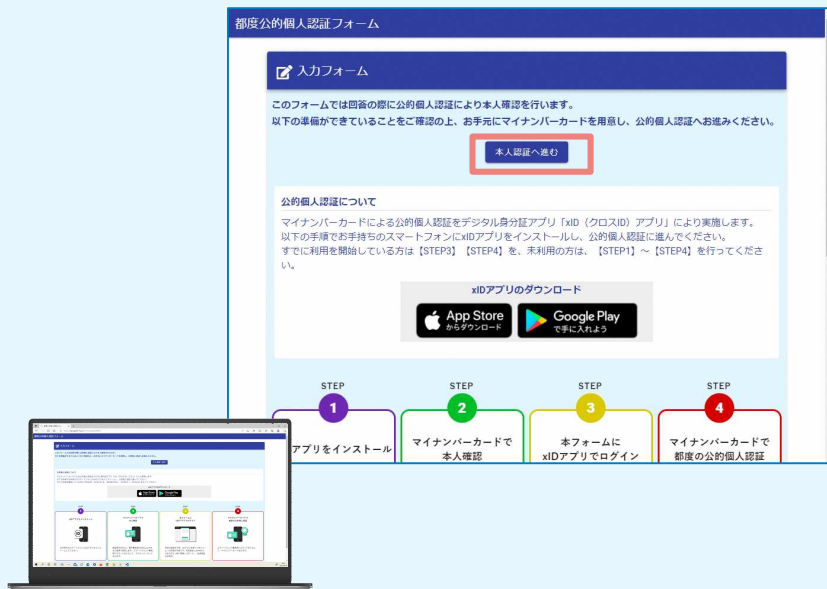 都度公的個人認証フォーム
入力フォーム
このフォームでは回答の際に公的個人認証により本人確認を行います。
以下の準備ができていることをご確認の上、お手元にマイナンバーカードを用意し、公的個人認証へお進みください。
本人認証へ進む
公的個人認証について
マイナンバーカードによる公的個人認証をデジタル身分証アプリ「xID（クロスID）アプリ」により実施します。
以下の手順でお手持ちのスマートフォンにxIDアプリをインストールし、公的個人認証に進んでください。
すでに利用を開始している方は【STEP3】【STEP4】を、未利用の方は、【STEP1】～【STEP4】を行ってくださ
い。
xIDアプリのダウンロード
App Store
からダウンロード
Google Play
で手に入れよう
STEP
1
アプリをインストール
STEP
2
マイナンバーカードで
本人確認
STEP
3
本フォームに
xIDアプリでログイン
STEP
4
マイナンバーカードで
都度の公的個人認証